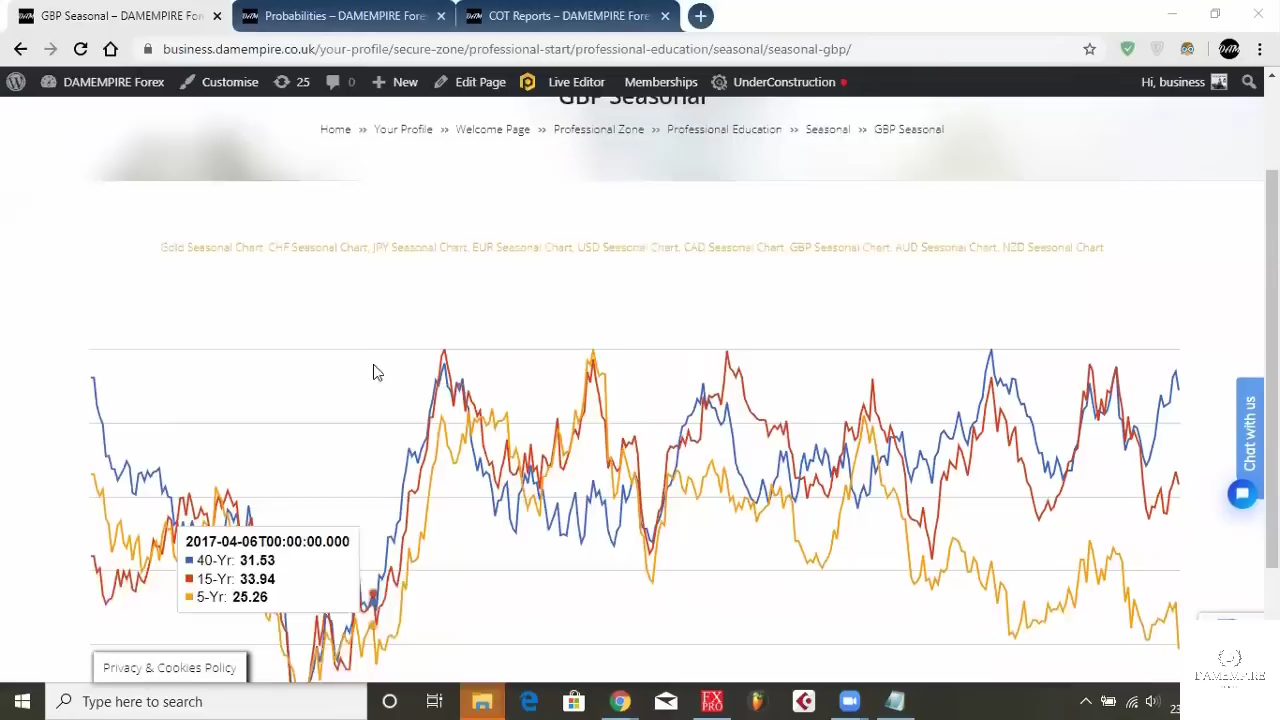 GBP Seasonal – DAMEMPIRE Fore
Probabilities – DAMEMPIRE Fore
COT Reports – DAMEMPIRE Fore
business.damempire.co.uk/your-profile/secure-zone/professional-start/professional-education/seasonal/seasonal-gbp/
DAMEMPIRE Forex Customise 25 0 New Edit Page Live Editor Memberships UnderConstruction Hi, business
GBP Seasonal
Home » Your Profile » Welcome Page » Professional Zone » Professional Education » Seasonal » GBP Seasonal
Gold Seasonal Chart, CHF Seasonal Chart, JPY Seasonal Chart, EUR Seasonal Chart, USD Seasonal Chart, CAD Seasonal Chart, GBP Seasonal Chart, AUD Seasonal Chart, NZD Seasonal Chart
Chat with us
2017-04-06T00:00:00.000
40-Yr: 31.53
15-Yr: 33.94
5-Yr: 25.26
Privacy & Cookies Policy
DAMEMPIRE
Type here to search
FX PRO
23